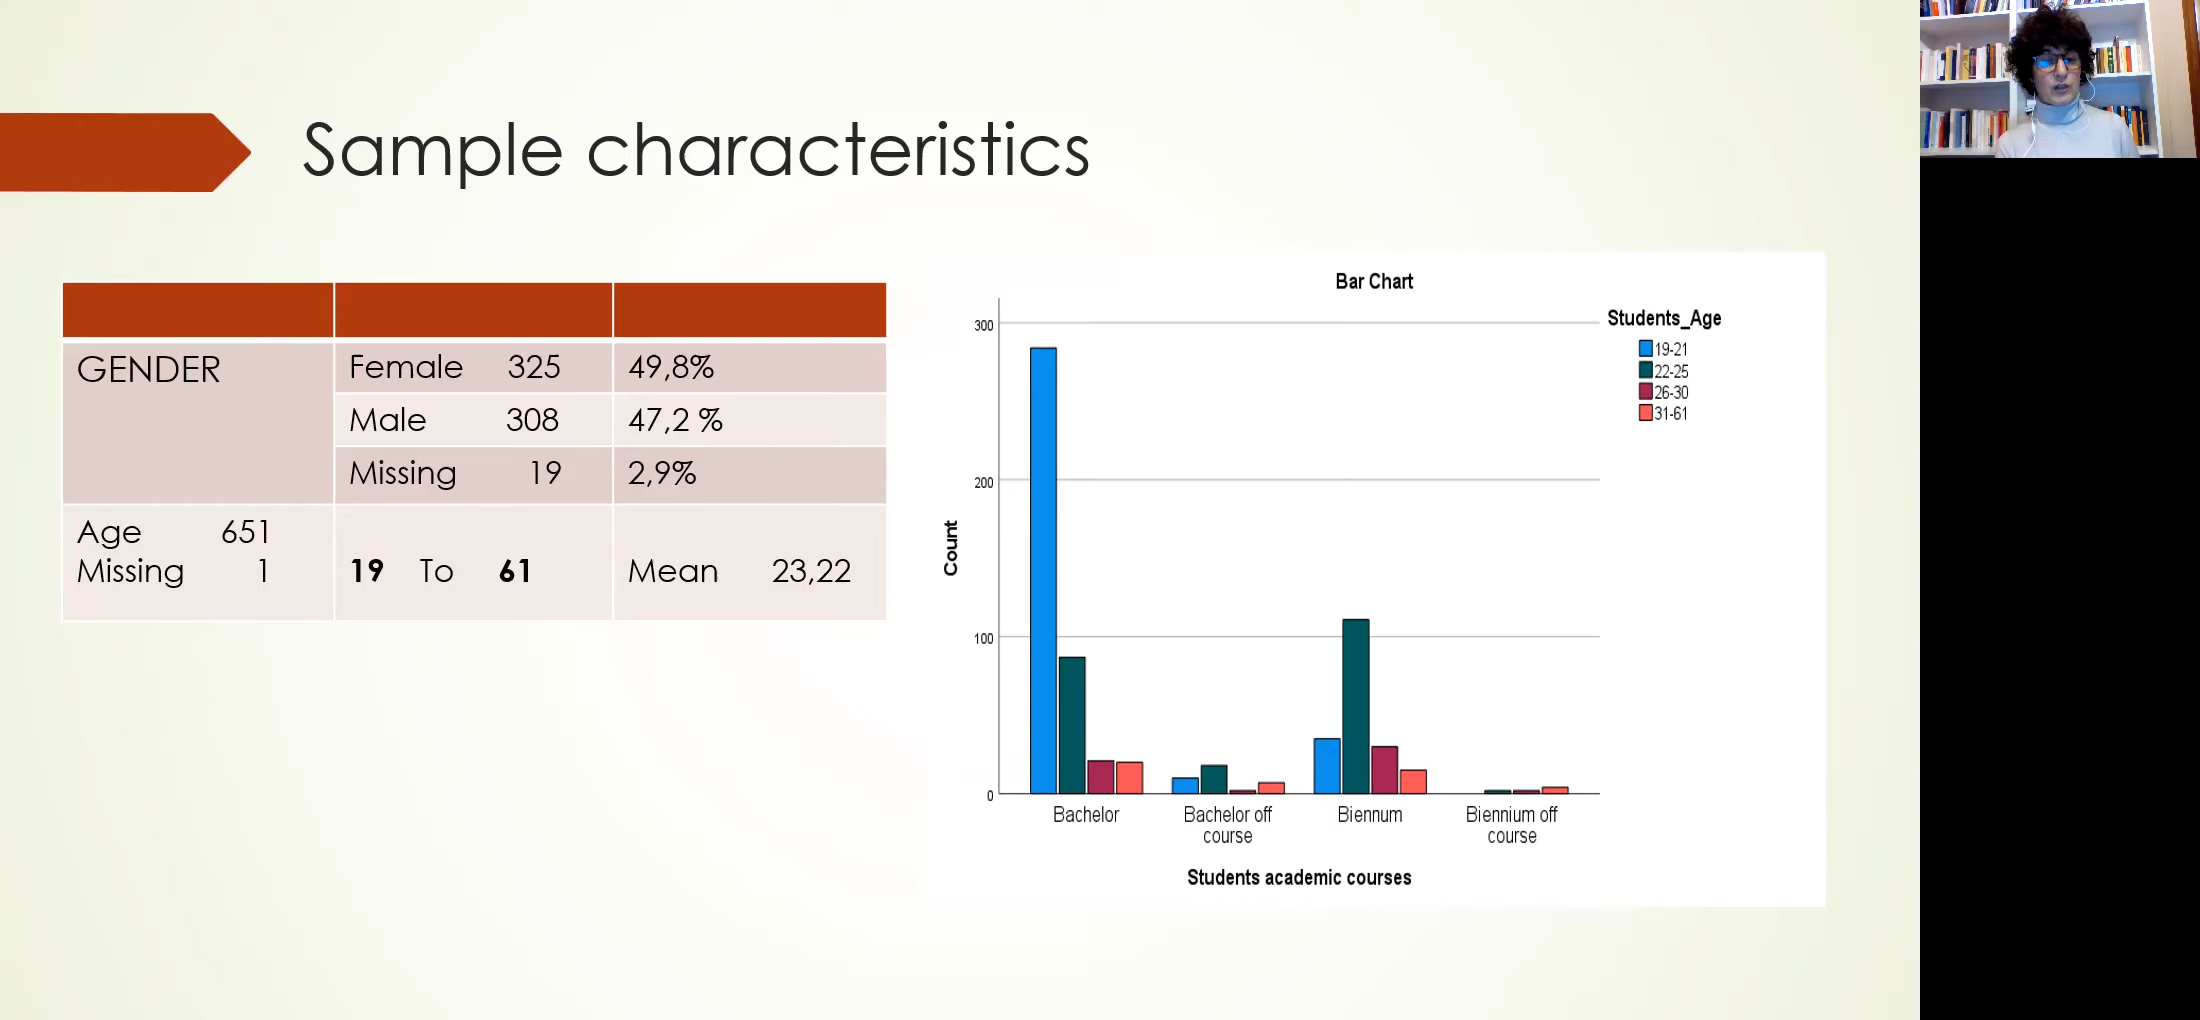 Sample characteristics
GENDER
Female 325 49,8%
Male 308 47,2 %
Missing 19 2,9%
Age 651
Missing 1
19 To 61
Mean 23,22
Bar Chart
Students_Age
19-21
22-25
26-30
31-61
300
200
100
0
Count
Bachelor
Bachelor off
course
Biennum
Biennium off
course
Students academic courses